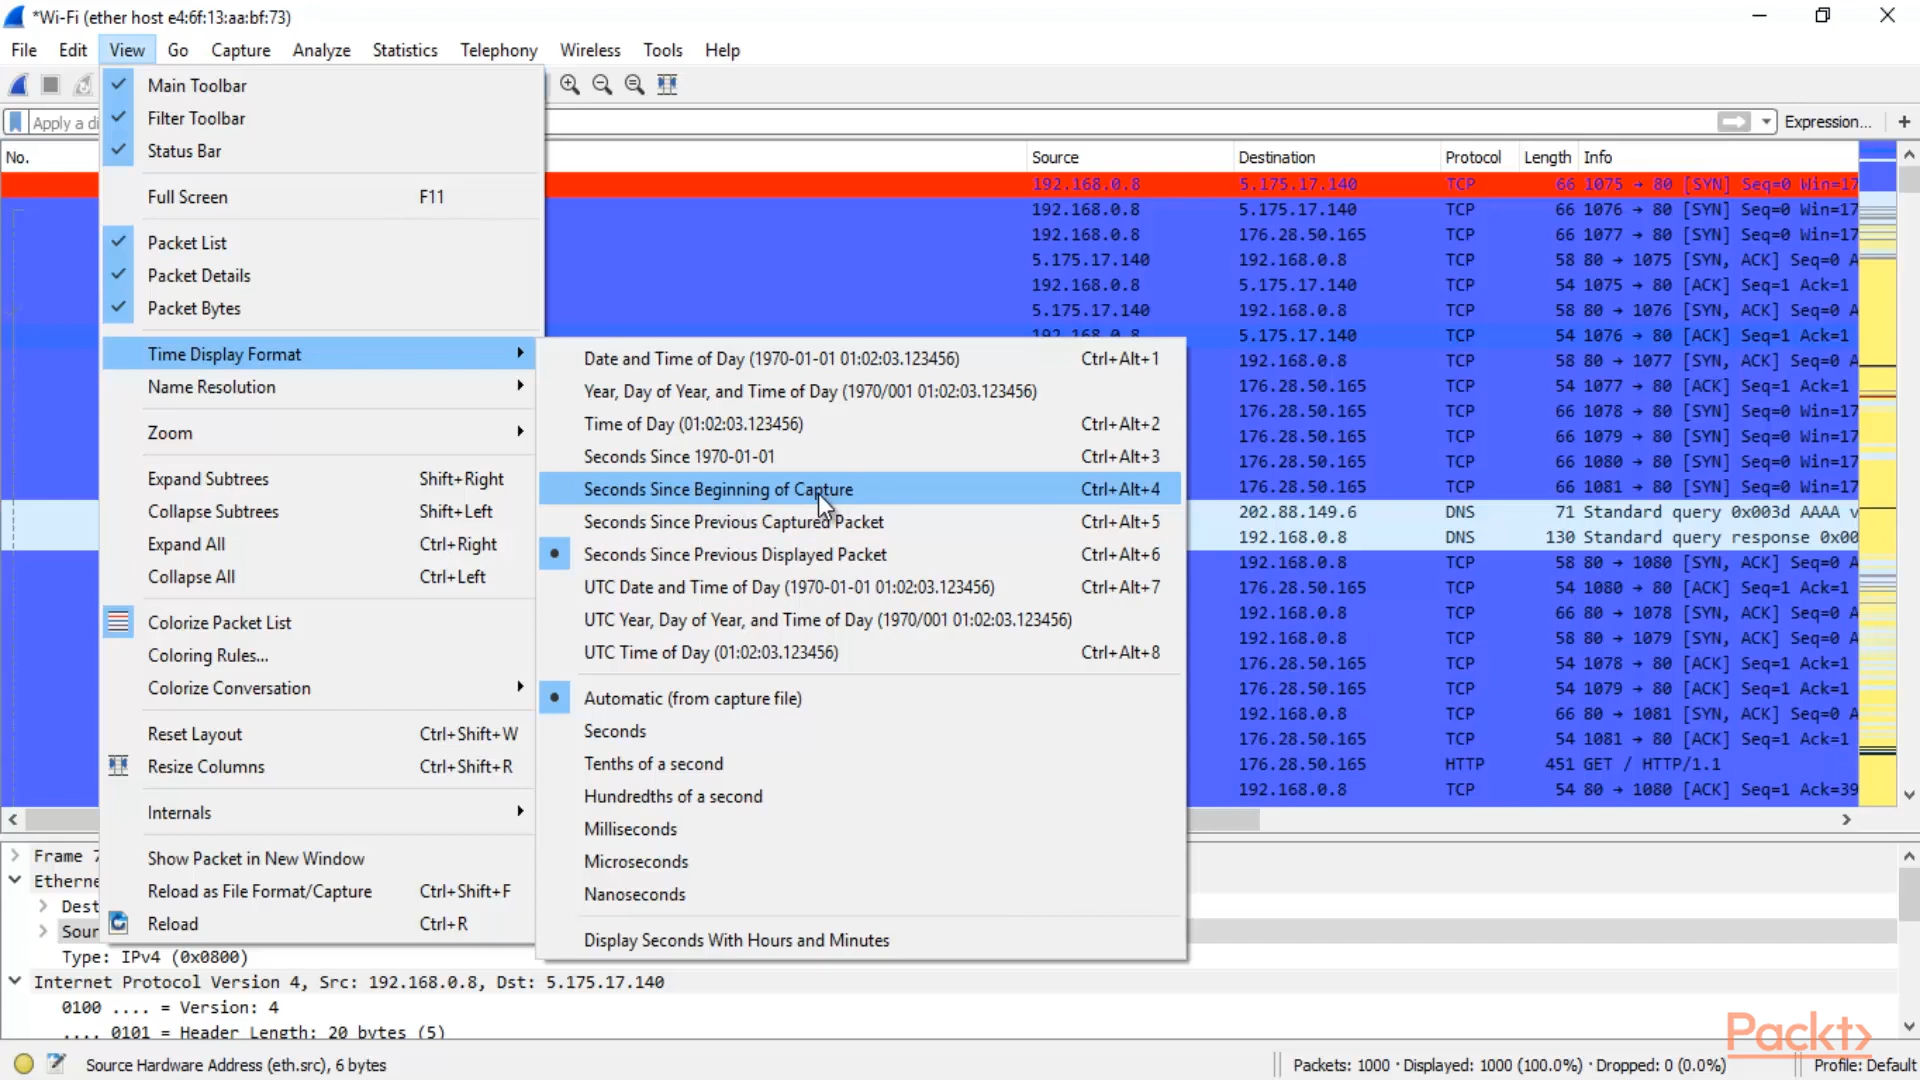 *Wi-Fi (ether host e4:6f:13:aa:bf:73)
File Edit View Go Capture Analyze Statistics Telephony Wireless Tools Help
Main Toolbar
Apply a di Filter Toolbar Expression... +
Status Bar
No. Source Destination Protocol Length Info
192.168.0.8 5.175.17.140 TCP 66 1075 → 80 [SYN] Seq=0 Win=17
Full Screen F11
192.168.0.8 5.175.17.140 TCP 66 1076 → 80 [SYN] Seq=0 Win=17
Packet List 192.168.0.8 176.28.50.165 TCP 66 1077 → 80 [SYN] Seq=0 Win=17
5.175.17.140 192.168.0.8 TCP 58 80 → 1075 [SYN, ACK] Seq=0 A
Packet Details 192.168.0.8 5.175.17.140 TCP 54 1075 → 80 [ACK] Seq=1 Ack=1
Packet Bytes 5.175.17.140 192.168.0.8 TCP 58 80 → 1076 [SYN, ACK] Seq=0 A
192.168.0.8 5.175.17.140 TCP 54 1076 → 80 [ACK] Seq=1 Ack=1
Time Display Format Date and Time of Day (1970-01-01 01:02:03.123456) Ctrl+Alt+1 192.168.0.8 TCP 58 80 → 1077 [SYN, ACK] Seq=0 A
Name Resolution Year, Day of Year, and Time of Day (1970/001 01:02:03.123456) 176.28.50.165 TCP 54 1077 → 80 [ACK] Seq=1 Ack=1
Zoom Time of Day (01:02:03.123456) Ctrl+Alt+2 176.28.50.165 TCP 66 1078 → 80 [SYN] Seq=0 Win=17
176.28.50.165 TCP 66 1079 → 80 [SYN] Seq=0 Win=17
Seconds Since 1970-01-01 Ctrl+Alt+3 176.28.50.165 TCP 66 1080 → 80 [SYN] Seq=0 Win=17
Expand Subtrees Shift+Right Seconds Since Beginning of Capture Ctrl+Alt+4 176.28.50.165 TCP 66 1081 → 80 [SYN] Seq=0 Win=17
Collapse Subtrees Shift+Left Seconds Since Previous Captured Packet Ctrl+Alt+5 202.88.149.6 DNS 71 Standard query 0x003d AAAA v
Expand All Ctrl+Right Seconds Since Previous Displayed Packet Ctrl+Alt+6 192.168.0.8 DNS 130 Standard query response 0x00
192.168.0.8 TCP 58 80 → 1080 [SYN, ACK] Seq=0 A
Collapse All Ctrl+Left UTC Date and Time of Day (1970-01-01 01:02:03.123456) Ctrl+Alt+7 176.28.50.165 TCP 54 1080 → 80 [ACK] Seq=1 Ack=1
Colorize Packet List UTC Year, Day of Year, and Time of Day (1970/001 01:02:03.123456) 192.168.0.8 TCP 66 80 → 1078 [SYN, ACK] Seq=0 A
192.168.0.8 TCP 58 80 → 1079 [SYN, ACK] Seq=0 A
Coloring Rules... UTC Time of Day (01:02:03.123456) Ctrl+Alt+8 176.28.50.165 TCP 54 1078 → 80 [ACK] Seq=1 Ack=1
Colorize Conversation Automatic (from capture file) 176.28.50.165 TCP 54 1079 → 80 [ACK] Seq=1 Ack=1
192.168.0.8 TCP 66 80 → 1081 [SYN, ACK] Seq=0 A
Reset Layout Ctrl+Shift+W Seconds 176.28.50.165 TCP 54 1081 → 80 [ACK] Seq=1 Ack=1
Resize Columns Ctrl+Shift+R Tenths of a second 176.28.50.165 HTTP 451 GET / HTTP/1.1
Hundredths of a second 192.168.0.8 TCP 54 80 → 1080 [ACK] Seq=1 Ack=39
Internals Milliseconds
Frame 7 Show Packet in New Window Microseconds
Etherne Reload as File Format/Capture Ctrl+Shift+F Nanoseconds
Dest
Sour Reload Ctrl+R Display Seconds With Hours and Minutes
Type: IPv4 (0x0800)
Internet Protocol Version 4, Src: 192.168.0.8, Dst: 5.175.17.140
0100 .... = Version: 4
.... 0101 = Header Length: 20 bytes (5)
Packt>
Source Hardware Address (eth.src), 6 bytes Packets: 1000 · Displayed: 1000 (100.0%) · Dropped: 0 (0.0%) Profile: Default